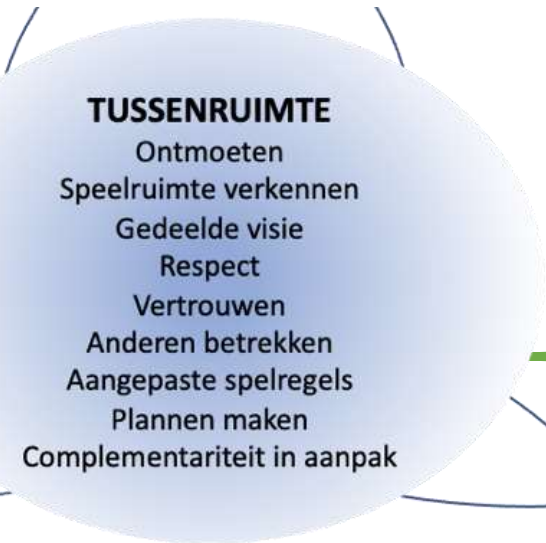 TUSSENRUIMTE
Ontmoeten
Speelruimte verkennen
Gedeelde visie
Respect
Vertrouwen
Anderen betrekken
Aangepaste spelregels
Plannen maken
Complementariteit in aanpak